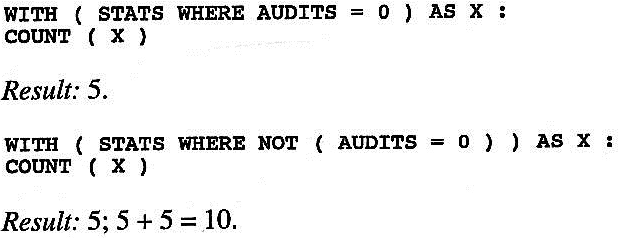 WITH ( STATS WHERE AUDITS = 0 ) AS X :
COUNT ( X )
Result: 5.
WITH ( STATS WHERE NOT ( AUDITS = 0 ) ) AS X :
COUNT ( X )
Result: 5; 5 + 5 = 10.